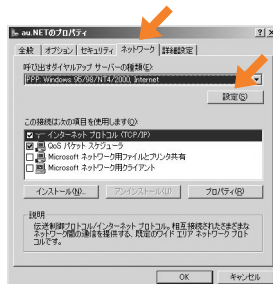 au.NETのプロパティ
全般 オプション セキュリティ ネットワーク 詳細設定
呼び出すダイヤルアップ サーバーの種類(E):
PPP: Windows 95/98/NT4/2000, Internet
設定(S)
この接続は次の項目を使用します(O):
インターネット プロトコル (TCP/IP)
QoS パケット スケジューラ
Microsoft ネットワーク用ファイルとプリンタ共有
Microsoft ネットワーク用クライアント
インストール(N)... アンインストール(U) プロパティ(R)
説明
伝送制御プロトコル/インターネット プロトコル。相互接続されたさまざまな
ネットワーク間の通信を提供する、既定のワイド エリア ネットワーク プロト
コルです。
OK キャンセル